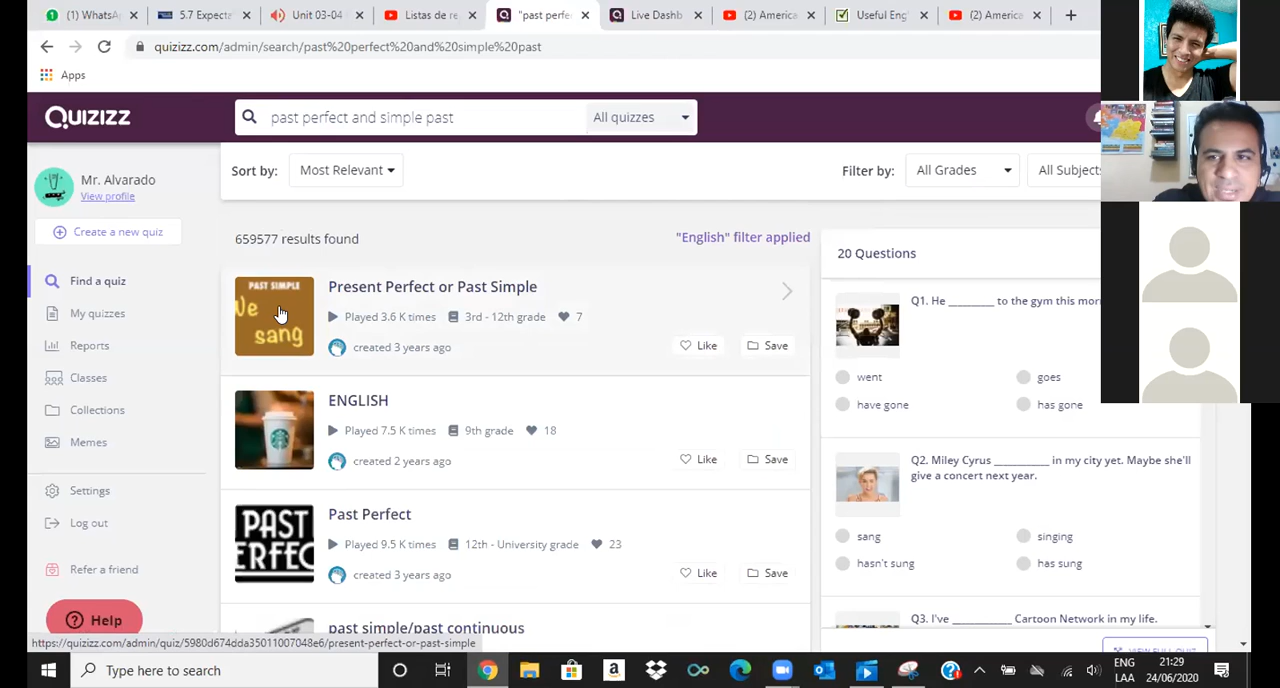 (1) WhatsA
5.7 Expecta
Unit 03-04
Listas de re
"past perfe
Live Dashb
(2) America
Useful Eng
(2) America
quizizz.com/admin/search/past%20perfect%20and%20simple%20past
Apps
Quizizz
past perfect and simple past
All quizzes
Mr. Alvarado
View profile
Create a new quiz
Find a quiz
My quizzes
Reports
Classes
Collections
Memes
Settings
Log out
Refer a friend
Help
Sort by:
Most Relevant
Filter by:
All Grades
All Subjects
659577 results found
"English" filter applied
PAST SIMPLE
We
sang
Present Perfect or Past Simple
Played 3.6 K times
3rd - 12th grade
7
created 3 years ago
Like
Save
ENGLISH
Played 7.5 K times
9th grade
18
created 2 years ago
Like
Save
PAST
PERFEC
Past Perfect
Played 9.5 K times
12th - University grade
23
created 3 years ago
Like
Save
past simple/past continuous
20 Questions
Q1. He _________ to the gym this mor
went
goes
have gone
has gone
Q2. Miley Cyrus ___________ in my city yet. Maybe she'll
give a concert next year.
sang
singing
hasn't sung
has sung
Q3. I've ___________ Cartoon Network in my life.
VIEW FULL QUIZ
https://quizizz.com/admin/quiz/5980d674dda35011007048e6/present-perfect-or-past-simple
Type here to search
ENG
LAA
21:29
24/06/2020